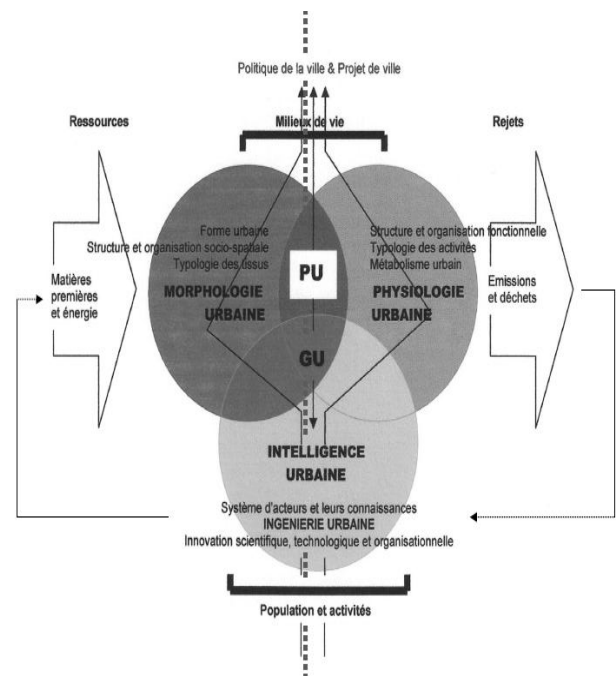 Politique de la ville & Projet de ville
Ressources
Milieux de vie
Rejets
Forme urbaine
Structure et organisation socio-spatiale
Typologie des tissus
MORPHOLOGIE
URBAINE
PU
Structure et organisation fonctionnelle
Typologie des activités
Métabolisme urbain
PHYSIOLOGIE
URBAINE
Matières
premières
et énergie
Emissions
et déchets
GU
INTELLIGENCE
URBAINE
Système d'acteurs et leurs connaissances
INGENIERIE URBAINE
Innovation scientifique, technologique et organisationnelle
Population et activités